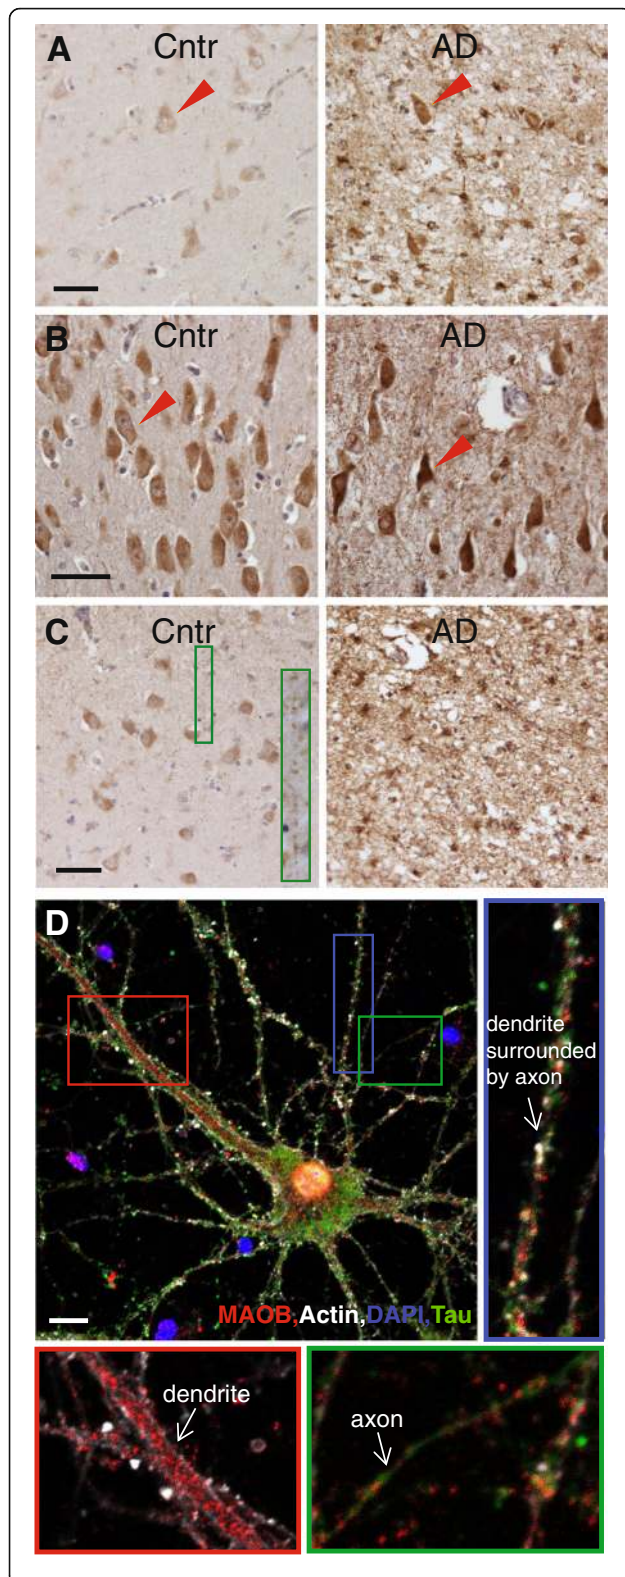 A Cntr AD
B Cntr AD
C Cntr AD
D
dendrite
surrounded
by axon
MAOB,Actin,DAPI,Tau
dendrite
axon